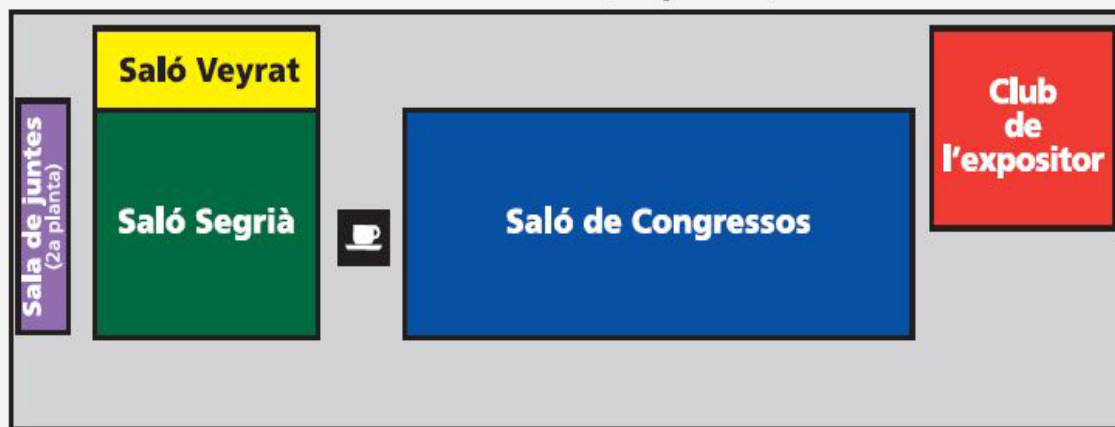 Saló Veyrat
Sala de juntes
(2a planta)
Saló Segrià
Saló de Congressos
Club
de
l'expositor